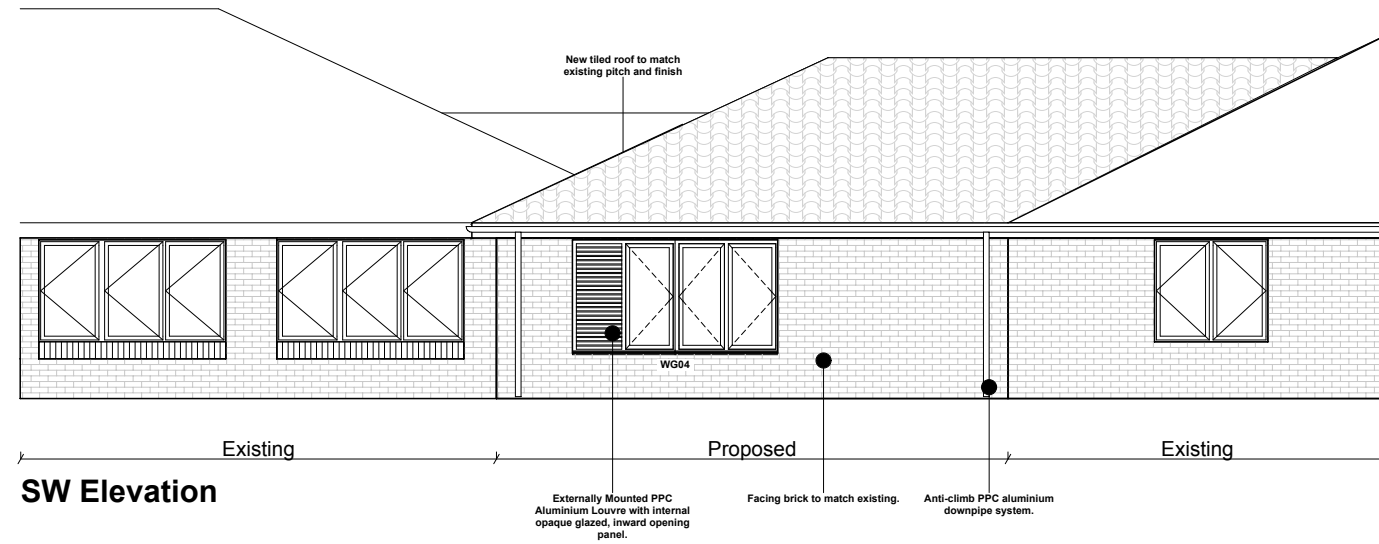 New tiled roof to match
existing pitch and finish
WG04
Existing
Proposed
Existing
SW Elevation
Externally Mounted PPC
Aluminium Louvre with internal
opaque glazed, inward opening
panel.
Facing brick to match existing.
Anti-climb PPC aluminium
downpipe system.